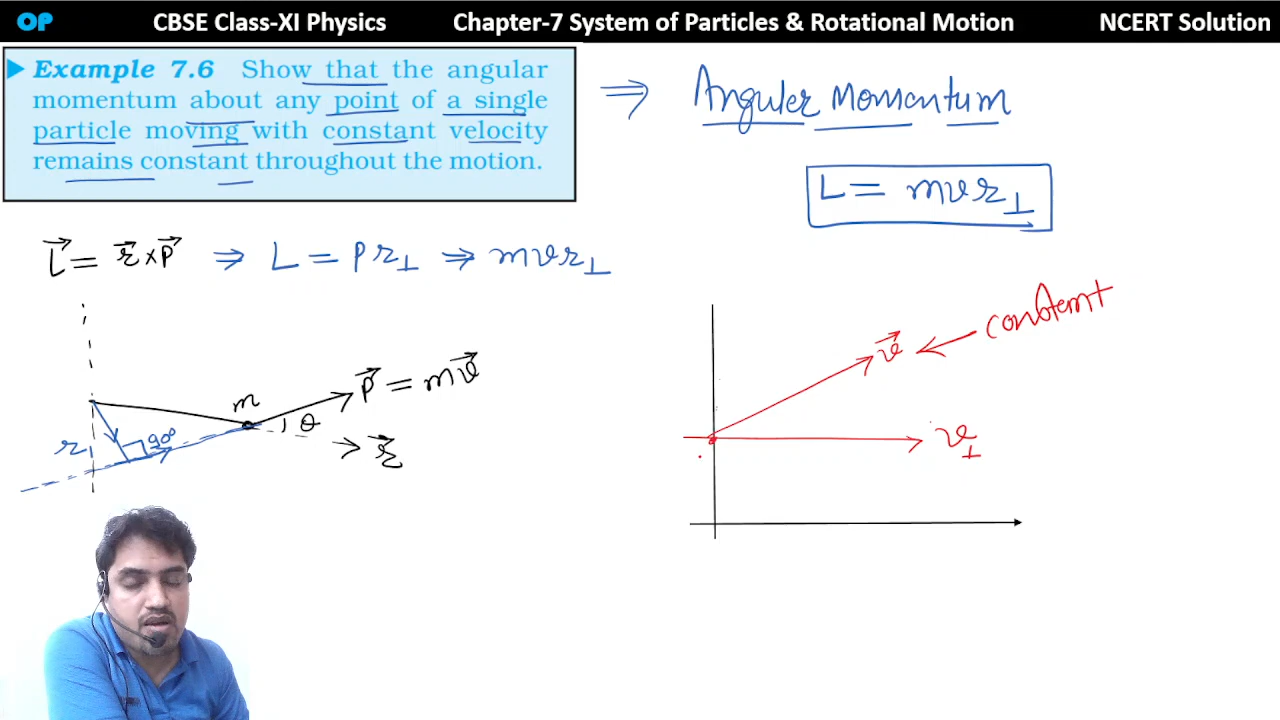 OP CBSE Class-XI Physics Chapter-7 System of Particles & Rotational Motion NCERT Solution
Example 7.6 Show that the angular
momentum about any point of a single
particle moving with constant velocity
remains constant throughout the motion.
⇒ Angular Momentum
L = mvr⊥
L⃗ = r⃗ × p⃗ ⇒ L = p r⊥ ⇒ mvr⊥
m
p⃗ = mv⃗
θ
r⃗
r
90°
v⃗ ← constant
v⊥